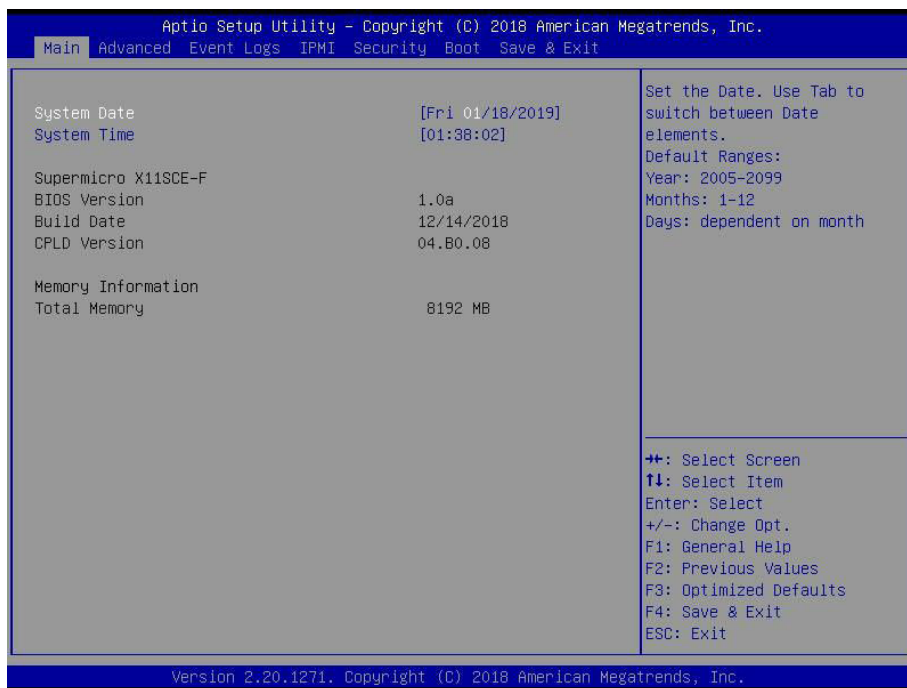 Aptio Setup Utility – Copyright (C) 2018 American Megatrends, Inc.
Main Advanced Event Logs IPMI Security Boot Save & Exit
System Date [Fri 01/18/2019]
System Time [01:38:02]
Supermicro X11SCE-F
BIOS Version 1.0a
Build Date 12/14/2018
CPLD Version 04.B0.08
Memory Information
Total Memory 8192 MB
Set the Date. Use Tab to
switch between Date
elements.
Default Ranges:
Year: 2005-2099
Months: 1-12
Days: dependent on month
→←: Select Screen
↑↓: Select Item
Enter: Select
+/-: Change Opt.
F1: General Help
F2: Previous Values
F3: Optimized Defaults
F4: Save & Exit
ESC: Exit
Version 2.20.1271. Copyright (C) 2018 American Megatrends, Inc.